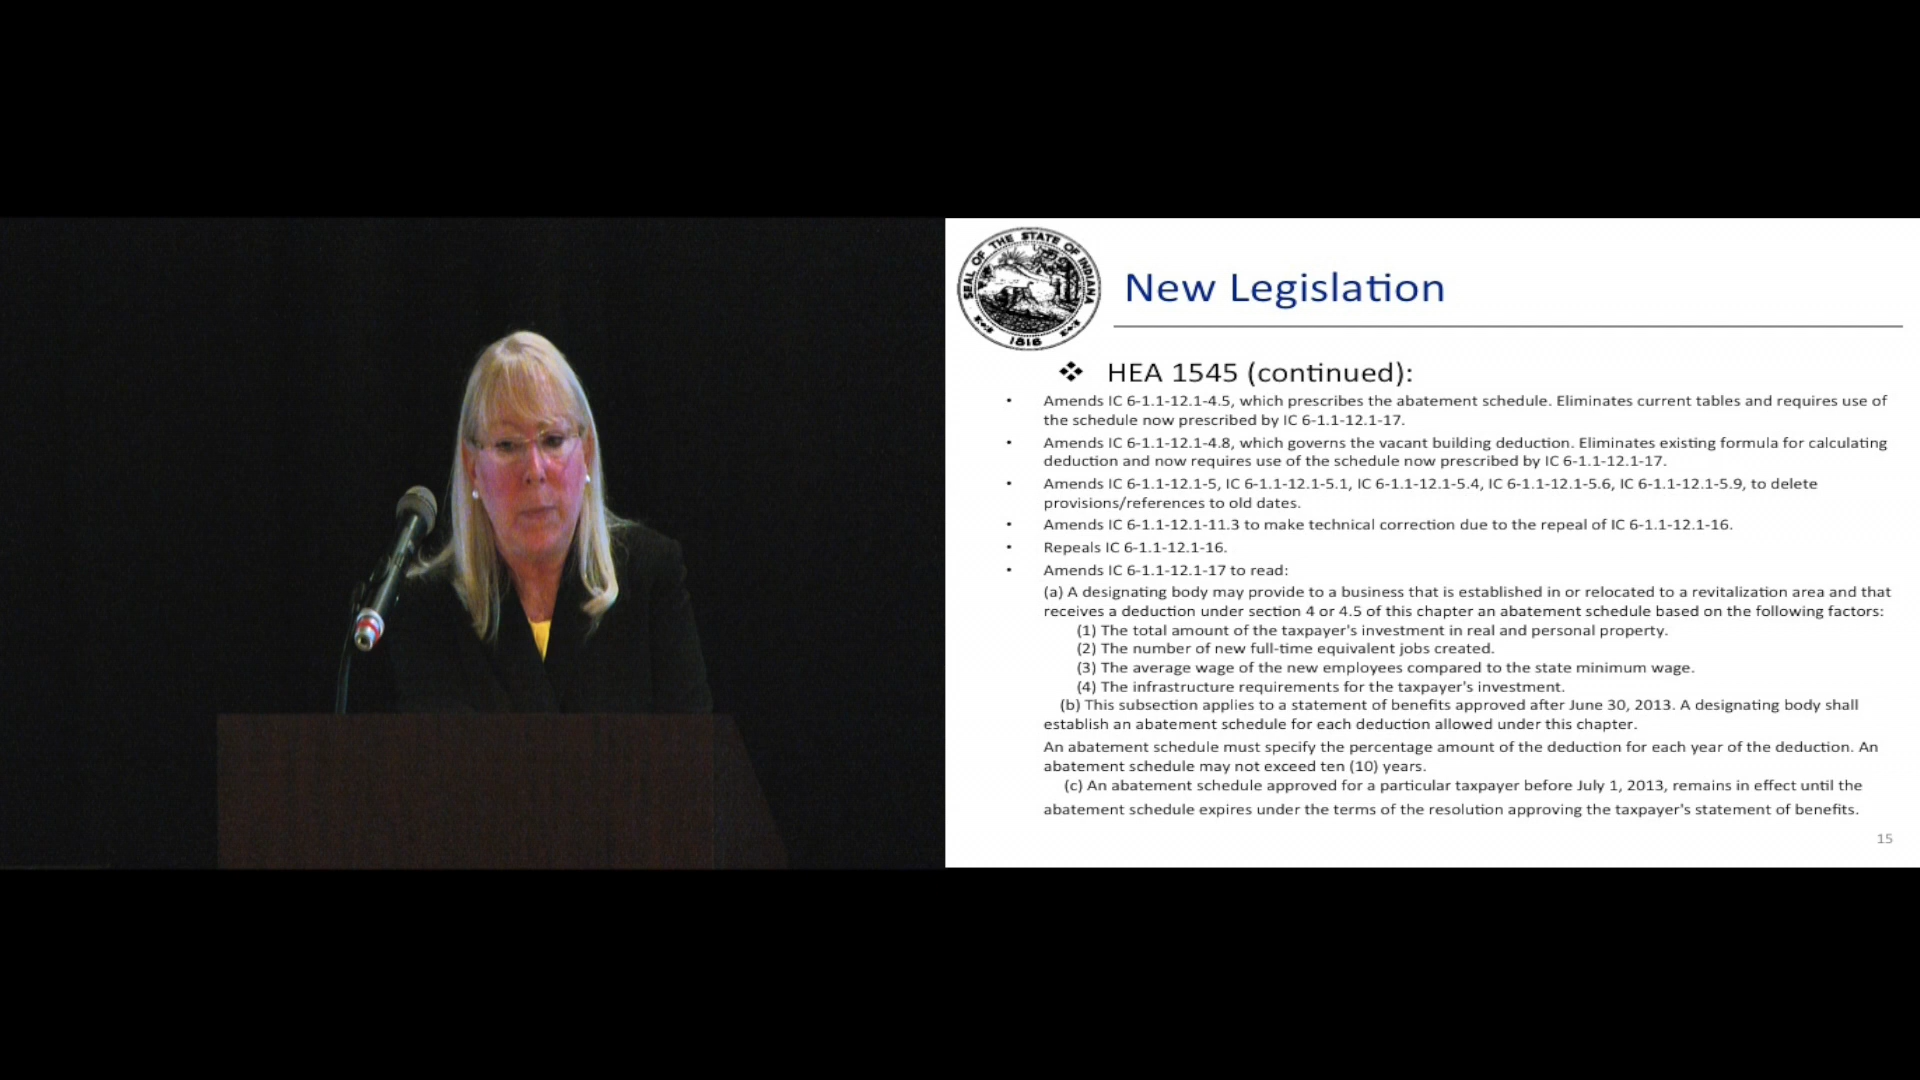 SEAL OF THE STATE OF INDIANA
1816
New Legislation
❖ HEA 1545 (continued):
• Amends IC 6-1.1-12.1-4.5, which prescribes the abatement schedule. Eliminates current tables and requires use of
the schedule now prescribed by IC 6-1.1-12.1-17.
• Amends IC 6-1.1-12.1-4.8, which governs the vacant building deduction. Eliminates existing formula for calculating
deduction and now requires use of the schedule now prescribed by IC 6-1.1-12.1-17.
• Amends IC 6-1.1-12.1-5, IC 6-1.1-12.1-5.1, IC 6-1.1-12.1-5.4, IC 6-1.1-12.1-5.6, IC 6-1.1-12.1-5.9, to delete
provisions/references to old dates.
• Amends IC 6-1.1-12.1-11.3 to make technical correction due to the repeal of IC 6-1.1-12.1-16.
• Repeals IC 6-1.1-12.1-16.
• Amends IC 6-1.1-12.1-17 to read:
(a) A designating body may provide to a business that is established in or relocated to a revitalization area and that
receives a deduction under section 4 or 4.5 of this chapter an abatement schedule based on the following factors:
(1) The total amount of the taxpayer's investment in real and personal property.
(2) The number of new full-time equivalent jobs created.
(3) The average wage of the new employees compared to the state minimum wage.
(4) The infrastructure requirements for the taxpayer's investment.
(b) This subsection applies to a statement of benefits approved after June 30, 2013. A designating body shall
establish an abatement schedule for each deduction allowed under this chapter.
An abatement schedule must specify the percentage amount of the deduction for each year of the deduction. An
abatement schedule may not exceed ten (10) years.
(c) An abatement schedule approved for a particular taxpayer before July 1, 2013, remains in effect until the
abatement schedule expires under the terms of the resolution approving the taxpayer's statement of benefits.
15